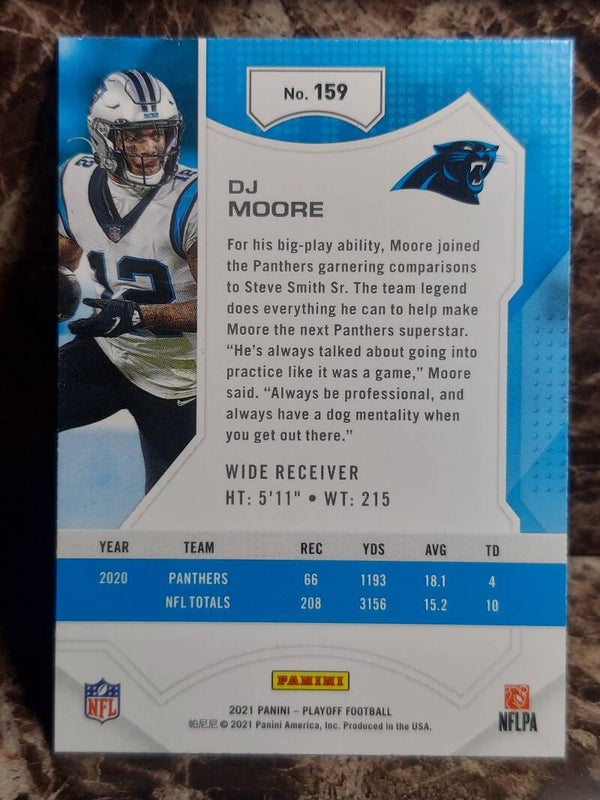 No. 159
DJ
MOORE
For his big-play ability, Moore joined
the Panthers garnering comparisons
to Steve Smith Sr. The team legend
does everything he can to help make
Moore the next Panthers superstar.
“He’s always talked about going into
practice like it was a game,” Moore
said. “Always be professional, and
always have a dog mentality when
you get out there.”
WIDE RECEIVER
HT: 5'11" • WT: 215
YEAR TEAM REC YDS AVG TD
2020 PANTHERS 66 1193 18.1 4
NFL TOTALS 208 3156 15.2 10
12
12
PANINI
NFL
2021 PANINI – PLAYOFF FOOTBALL
帕尼尼 © 2021 Panini America, Inc. Produced in the USA.
NFLPA